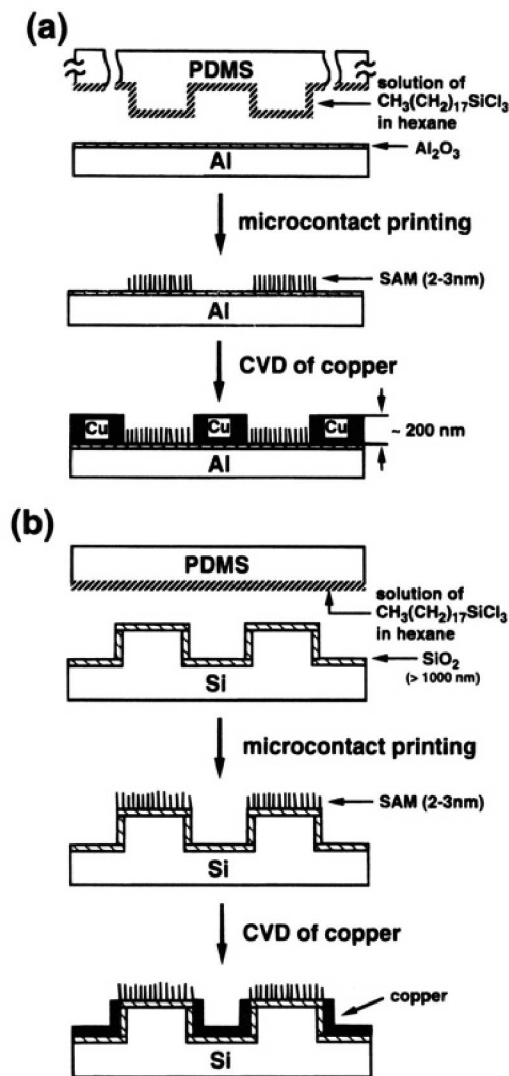 (a)
PDMS
solution of
CH₃(CH₂)₁₇SiCl₃
in hexane
Al₂O₃
Al
microcontact printing
SAM (2-3nm)
Al
CVD of copper
Cu
Cu
Cu
~ 200 nm
Al
(b)
PDMS
solution of
CH₃(CH₂)₁₇SiCl₃
in hexane
SiO₂
(> 1000 nm)
Si
microcontact printing
SAM (2-3nm)
Si
CVD of copper
copper
Si